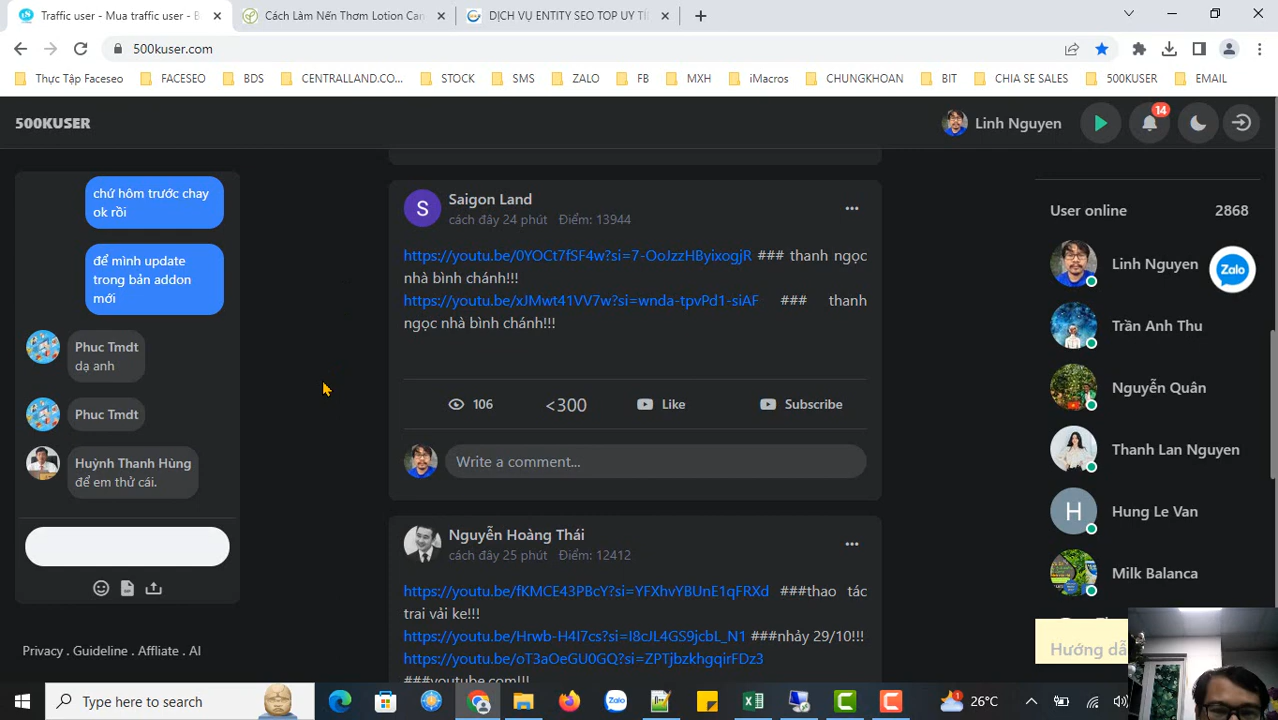 Traffic user - Mua traffic user - B
Cách Làm Nến Thơm Lotion Can
DỊCH VỤ ENTITY SEO TOP UY TÍ
500kuser.com
Thực Tập Faceseo
FACESEO
BDS
CENTRALLAND.CO...
STOCK
SMS
ZALO
FB
MXH
iMacros
CHUNGKHOAN
BIT
CHIA SE SALES
500KUSER
EMAIL
500KUSER
Linh Nguyen
14
chứ hôm trước chay
ok rồi
để mình update
trong bản addon
mới
Phuc Tmdt
dạ anh
Phuc Tmdt
Huỳnh Thanh Hùng
để em thử cái.
Privacy . Guideline . Affliate . AI
S
Saigon Land
cách đây 24 phút Điểm: 13944
https://youtu.be/0YOCt7fSF4w?si=7-OoJzzHByixogjR ### thanh ngọc
nhà bình chánh!!!
https://youtu.be/xJMwt41VV7w?si=wnda-tpvPd1-siAF ### thanh
ngọc nhà bình chánh!!!
106
<300
Like
Subscribe
Write a comment...
Nguyễn Hoàng Thái
cách đây 25 phút Điểm: 12412
https://youtu.be/fKMCE43PBcY?si=YFXhvYBUnE1qFRXd ###thao tác
trai vải ke!!!
https://youtu.be/Hrwb-H4I7cs?si=I8cJL4GS9jcbL_N1 ###nhảy 29/10!!!
https://youtu.be/oT3aOeGU0GQ?si=ZPTjbzkhgqirFDz3
###youtube.com!!!
User online 2868
Linh Nguyen
Zalo
Trần Anh Thu
Nguyễn Quân
Thanh Lan Nguyen
H
Hung Le Van
Milk Balanca
Hướng dẫ
Type here to search
Zalo
1
26°C